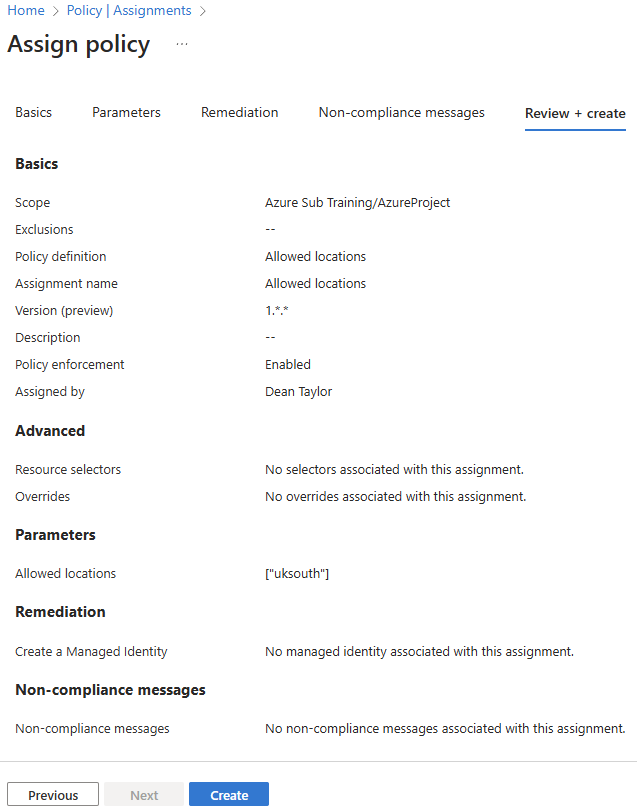 Home > Policy | Assignments >
Assign policy ...
Basics Parameters Remediation Non-compliance messages Review + create
Basics
Scope Azure Sub Training/AzureProject
Exclusions --
Policy definition Allowed locations
Assignment name Allowed locations
Version (preview) 1.*.*
Description --
Policy enforcement Enabled
Assigned by Dean Taylor
Advanced
Resource selectors No selectors associated with this assignment.
Overrides No overrides associated with this assignment.
Parameters
Allowed locations ["uksouth"]
Remediation
Create a Managed Identity No managed identity associated with this assignment.
Non-compliance messages
Non-compliance messages No non-compliance messages associated with this assignment.
Previous Next Create